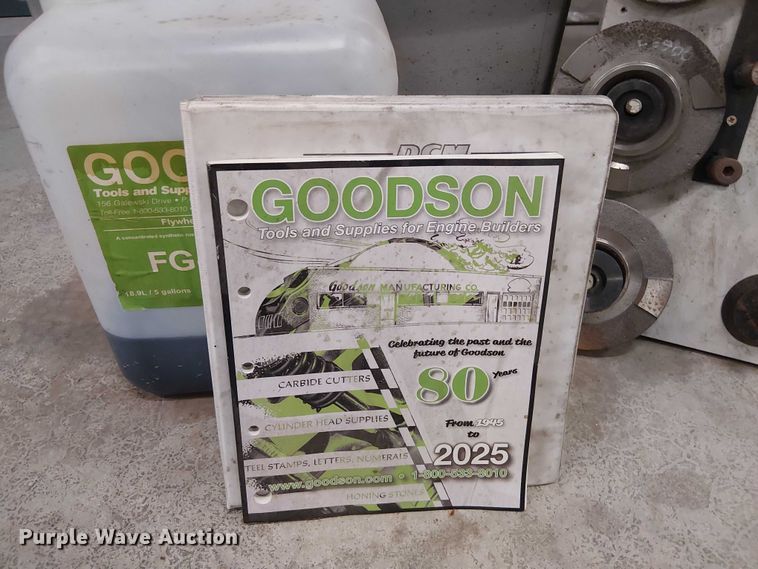 GOO
Tools and Supp
156 Galewski Drive • P
Toll-Free 1-800-533-8010
Flywhe
A concentrated synthetic
FG
18.9L / 5 gallons
DCM
GOODSON
Tools and Supplies for Engine Builders
Goodson MANUFACTURING CO.
Celebrating the past and the
future of Goodson
80 Years
From 1945
to
2025
CARBIDE CUTTERS
CYLINDER HEAD SUPPLIES
TEEL STAMPS, LETTERS, NUMERALS
www.goodson.com • 1-800-533-8010
HONING STONES
Purple Wave Auction